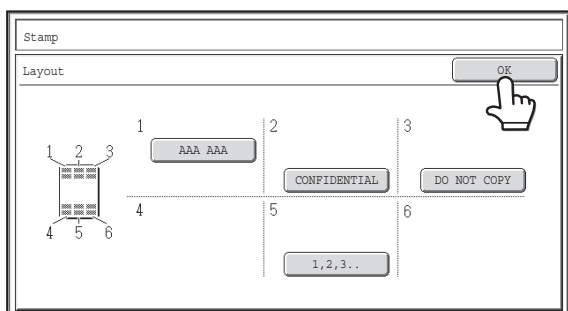 Stamp
Layout
OK
1 2 3
4 5 6
1
AAA AAA
2
CONFIDENTIAL
3
DO NOT COPY
4
5
1,2,3..
6